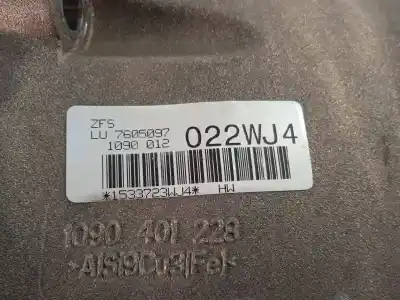 ZFS
LU 7605097
1090 012
022WJ4
*1533723WJ4* HW
1090 401 228
>AlSi9Cu3(Fe)<